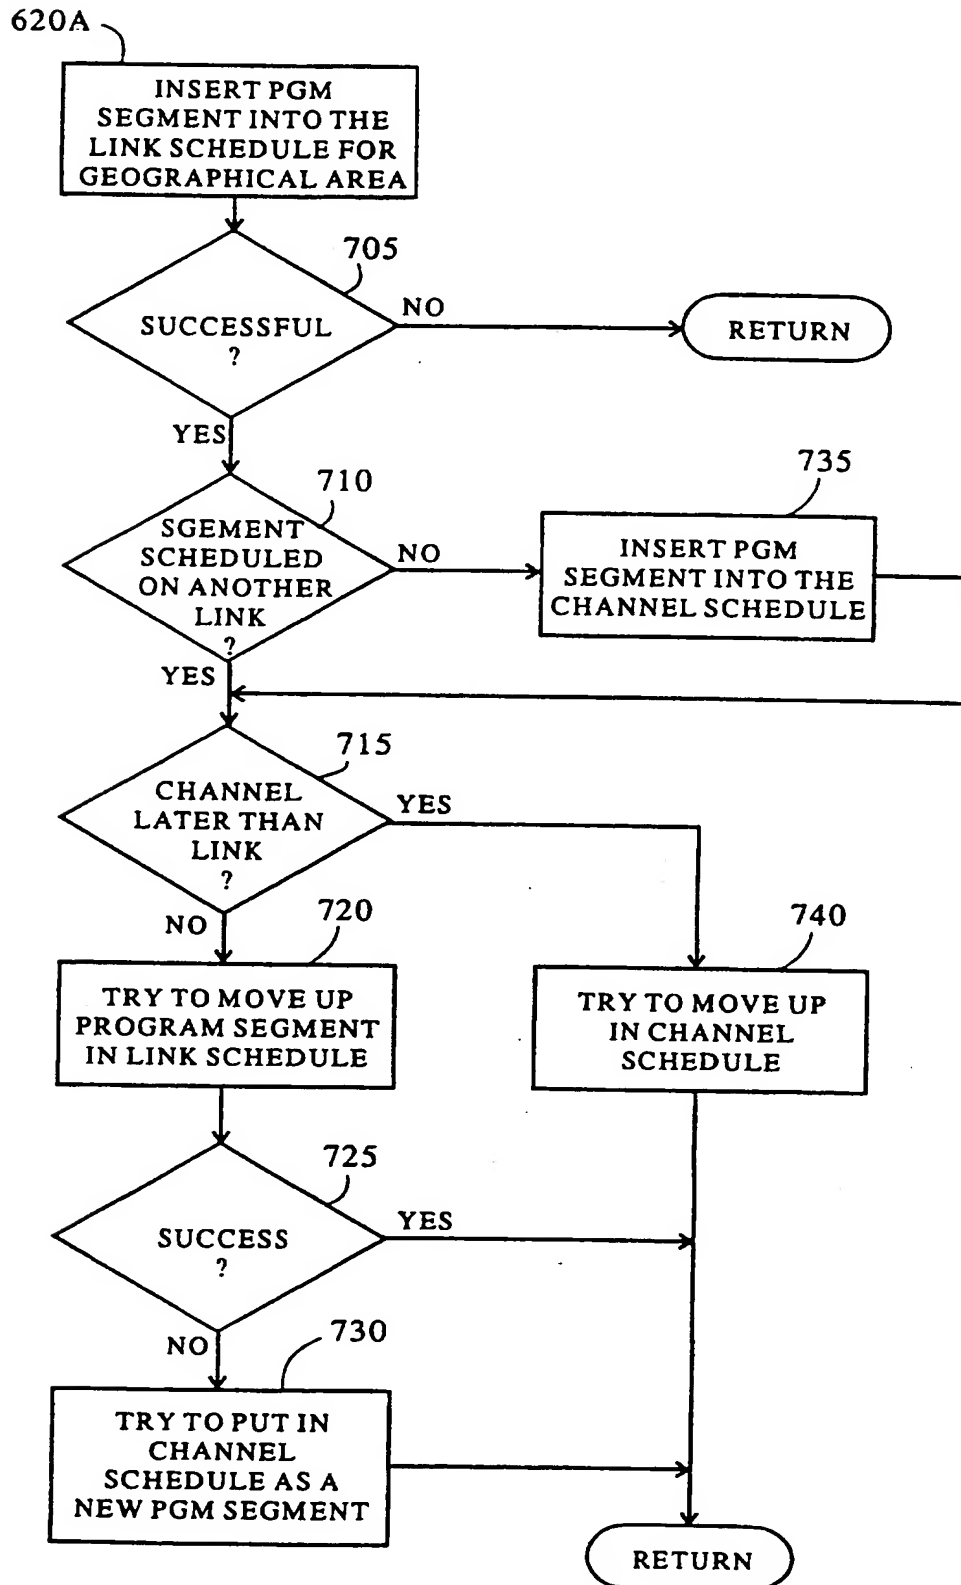 620A
INSERT PGM
SEGMENT INTO THE
LINK SCHEDULE FOR
GEOGRAPHICAL AREA
705
SUCCESSFUL
?
NO
RETURN
YES
710
SGEMENT
SCHEDULED
ON ANOTHER
LINK
?
NO
735
INSERT PGM
SEGMENT INTO THE
CHANNEL SCHEDULE
YES
715
CHANNEL
LATER THAN
LINK
?
YES
NO
720
TRY TO MOVE UP
PROGRAM SEGMENT
IN LINK SCHEDULE
740
TRY TO MOVE UP
IN CHANNEL
SCHEDULE
725
SUCCESS
?
YES
NO
730
TRY TO PUT IN
CHANNEL
SCHEDULE AS A
NEW PGM SEGMENT
RETURN